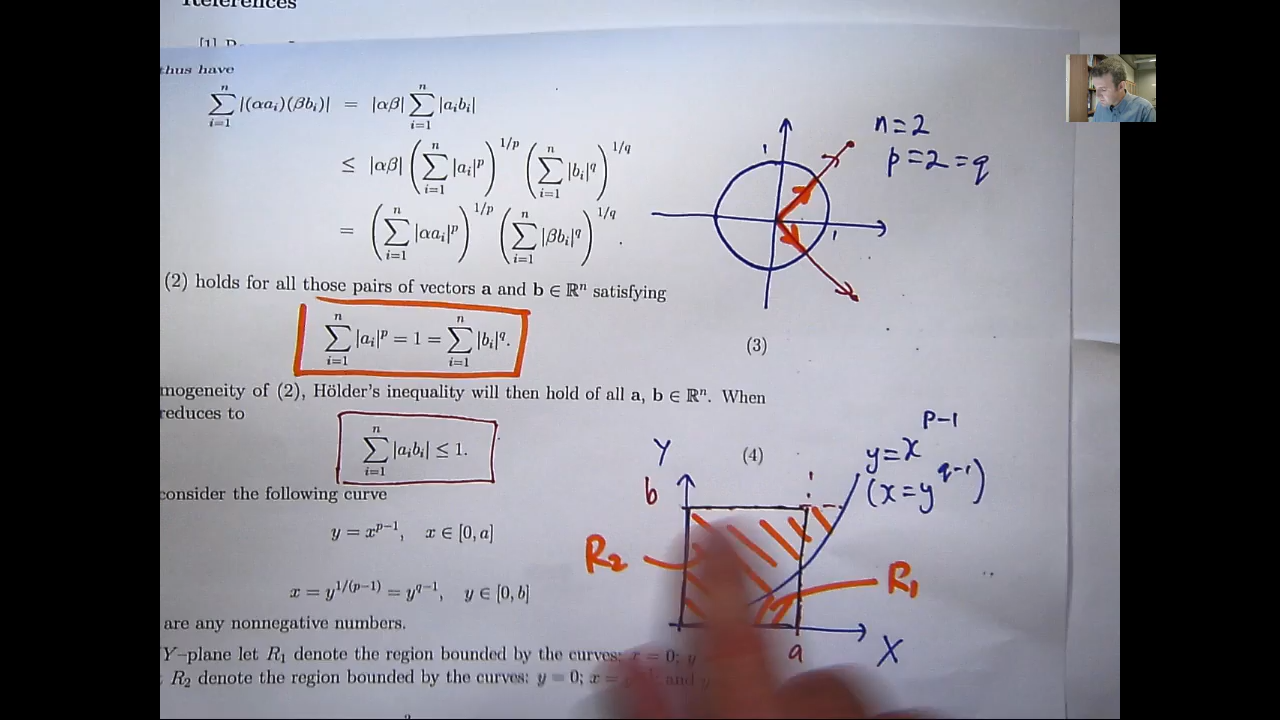 References
[1]
thus have
∑_{i=1}^{n} |(αa_i)(βb_i)| = |αβ| ∑_{i=1}^{n} |a_i b_i|
≤ |αβ| (∑_{i=1}^{n} |a_i|^p)^{1/p} (∑_{i=1}^{n} |b_i|^q)^{1/q}
= (∑_{i=1}^{n} |αa_i|^p)^{1/p} (∑_{i=1}^{n} |βb_i|^q)^{1/q}.
n=2
p=2=q
1
1
(2) holds for all those pairs of vectors a and b ∈ ℝ^n satisfying
∑_{i=1}^{n} |a_i|^p = 1 = ∑_{i=1}^{n} |b_i|^q. (3)
mogeneity of (2), Hölder's inequality will then hold of all a, b ∈ ℝ^n. When
reduces to
∑_{i=1}^{n} |a_i b_i| ≤ 1. (4)
consider the following curve
y = x^{p−1}, x ∈ [0, a]
x = y^{1/(p−1)} = y^{q−1}, y ∈ [0, b]
are any nonnegative numbers.
Y–plane let R_1 denote the region bounded by the curves: x = 0; y
R_2 denote the region bounded by the curves: y = 0; x = and y
Y
b
y=x^{p-1}
(x=y^{q-1})
R_2
R_1
a
X